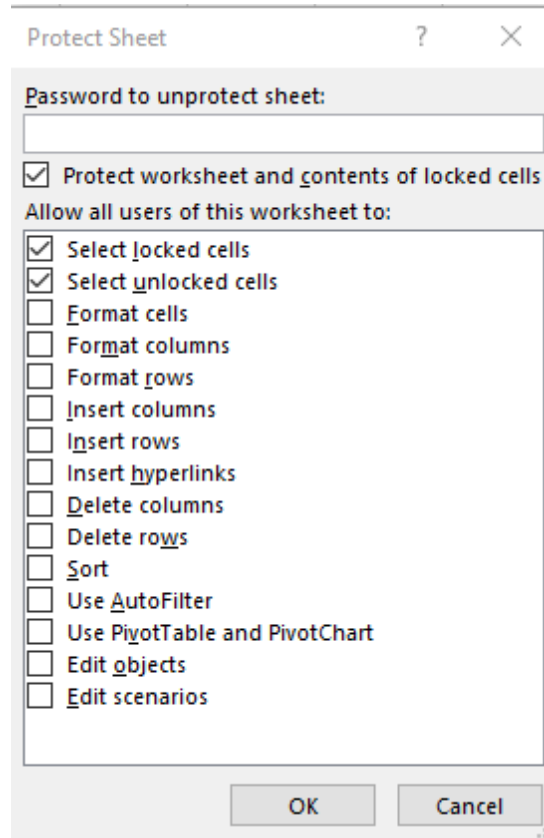 Protect Sheet ? ×
Password to unprotect sheet:
Protect worksheet and contents of locked cells
Allow all users of this worksheet to:
Select locked cells
Select unlocked cells
Format cells
Format columns
Format rows
Insert columns
Insert rows
Insert hyperlinks
Delete columns
Delete rows
Sort
Use AutoFilter
Use PivotTable and PivotChart
Edit objects
Edit scenarios
OK Cancel